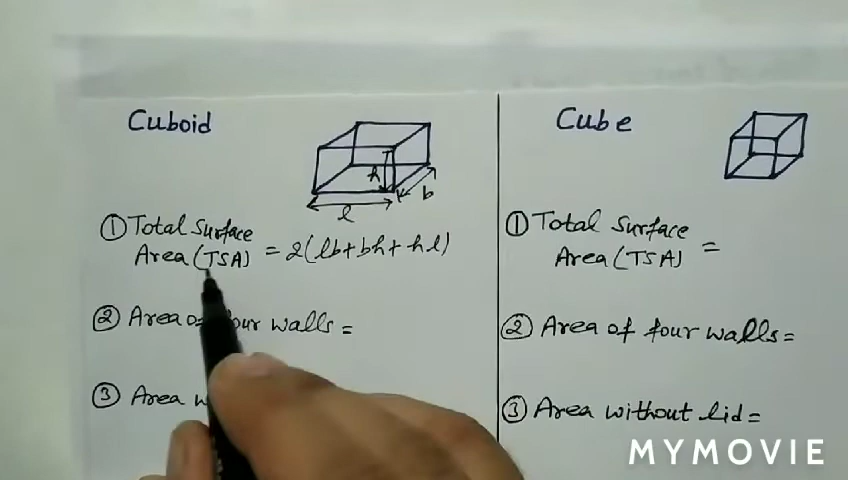 Cuboid
h
b
l
① Total Surface
Area (TSA) = 2(lb+bh+hl)
② Area four walls =
③ Area
Cube
① Total Surface
Area (TSA) =
② Area of four walls =
③ Area without lid =
MYMOVIE